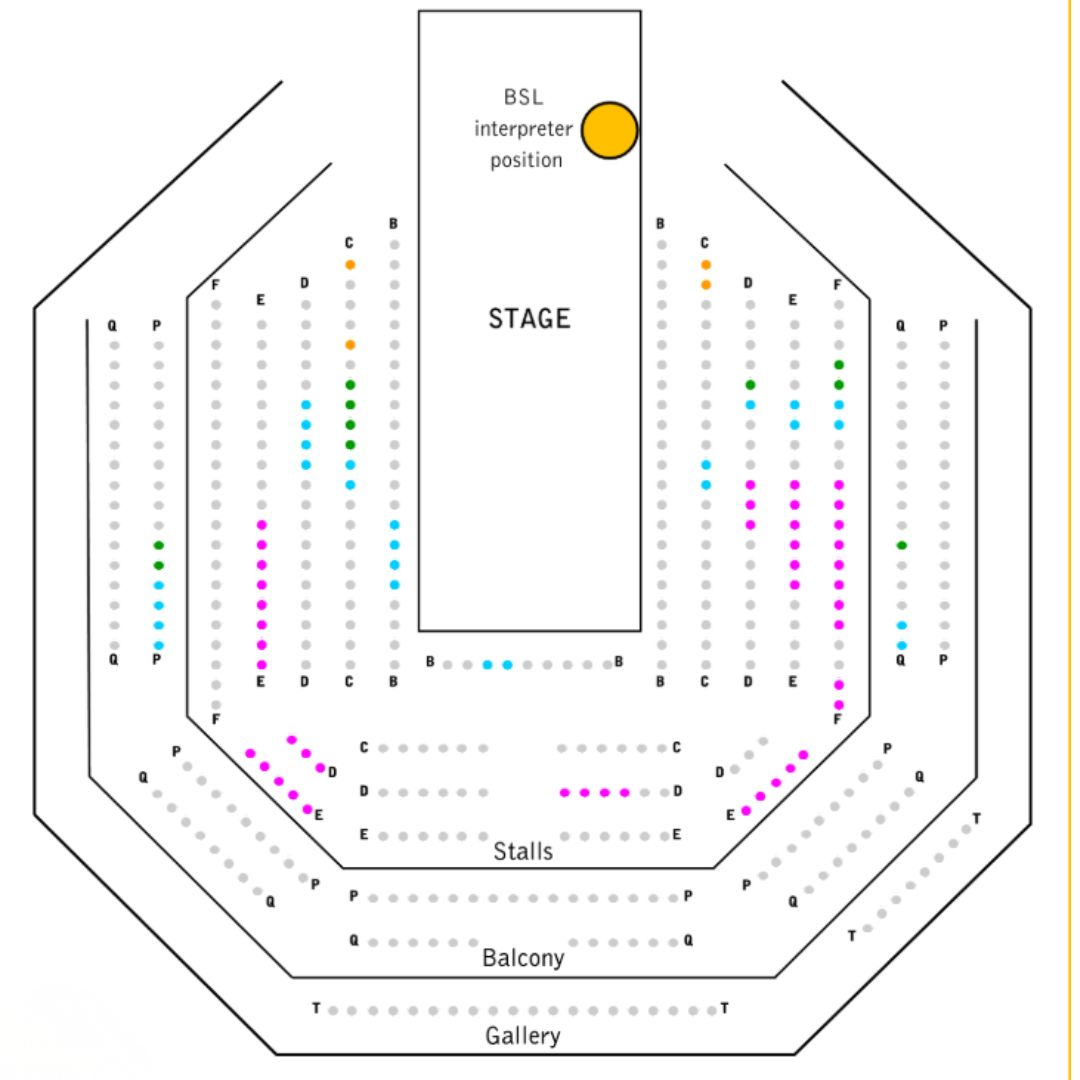 BSL
interpreter
position
B B
C C
F D D F
E E
STAGE
Q P Q P
Q P B B Q P
E D C B B C D E
F F
P C C P
Q D D Q
D D
E E
T
E E
Stalls
P P
P P
Q Q
T
Q Q
Balcony
T T
Gallery